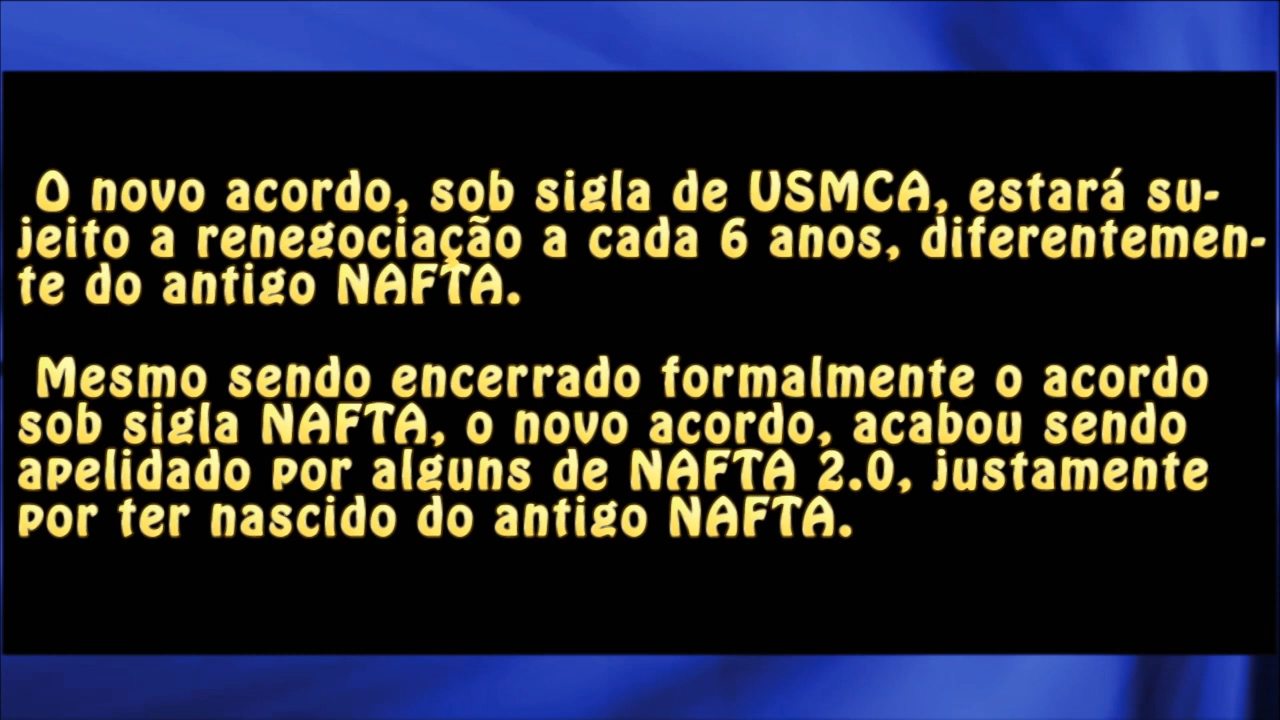 O novo acordo, sob sigla de USMCA, estará su-
jeito a renegociação a cada 6 anos, diferentemen-
te do antigo NAFTA.
Mesmo sendo encerrado formalmente o acordo
sob sigla NAFTA, o novo acordo, acabou sendo
apelidado por alguns de NAFTA 2.0, justamente
por ter nascido do antigo NAFTA.